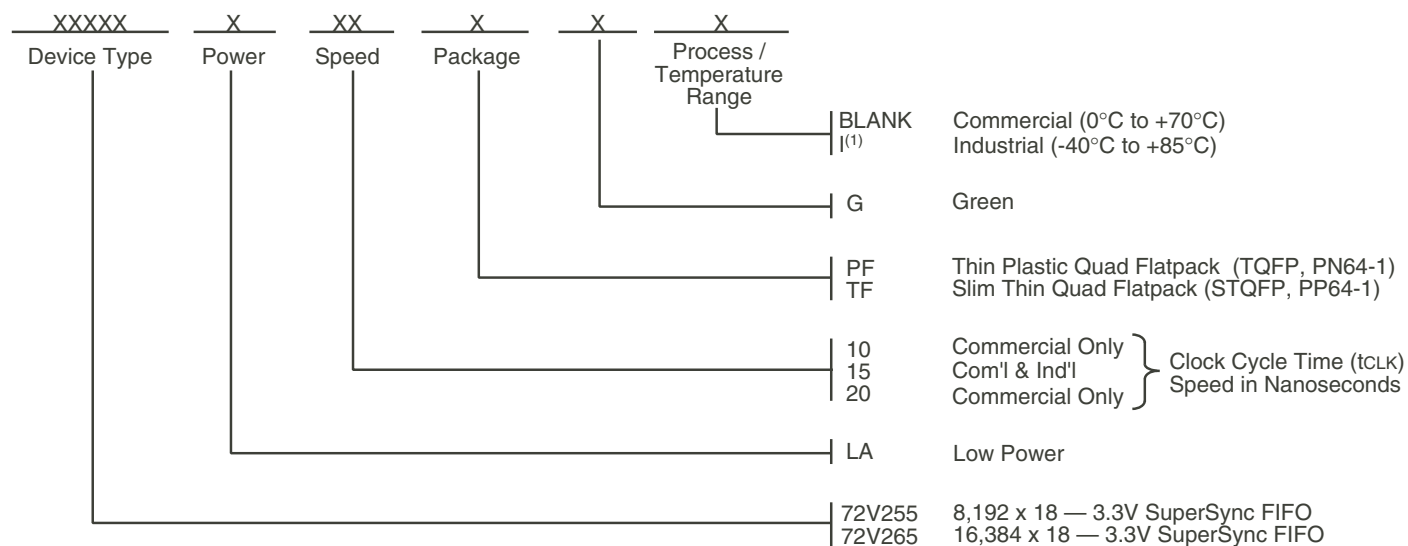 XXXXX X XX X X X
Device Type Power Speed Package Process /
Temperature
Range
BLANK Commercial (0°C to +70°C)
I(1) Industrial (-40°C to +85°C)
G Green
PF Thin Plastic Quad Flatpack (TQFP, PN64-1)
TF Slim Thin Quad Flatpack (STQFP, PP64-1)
10 Commercial Only
15 Com'l & Ind'l
20 Commercial Only
Clock Cycle Time (tCLK)
Speed in Nanoseconds
LA Low Power
72V255 8,192 x 18 — 3.3V SuperSync FIFO
72V265 16,384 x 18 — 3.3V SuperSync FIFO